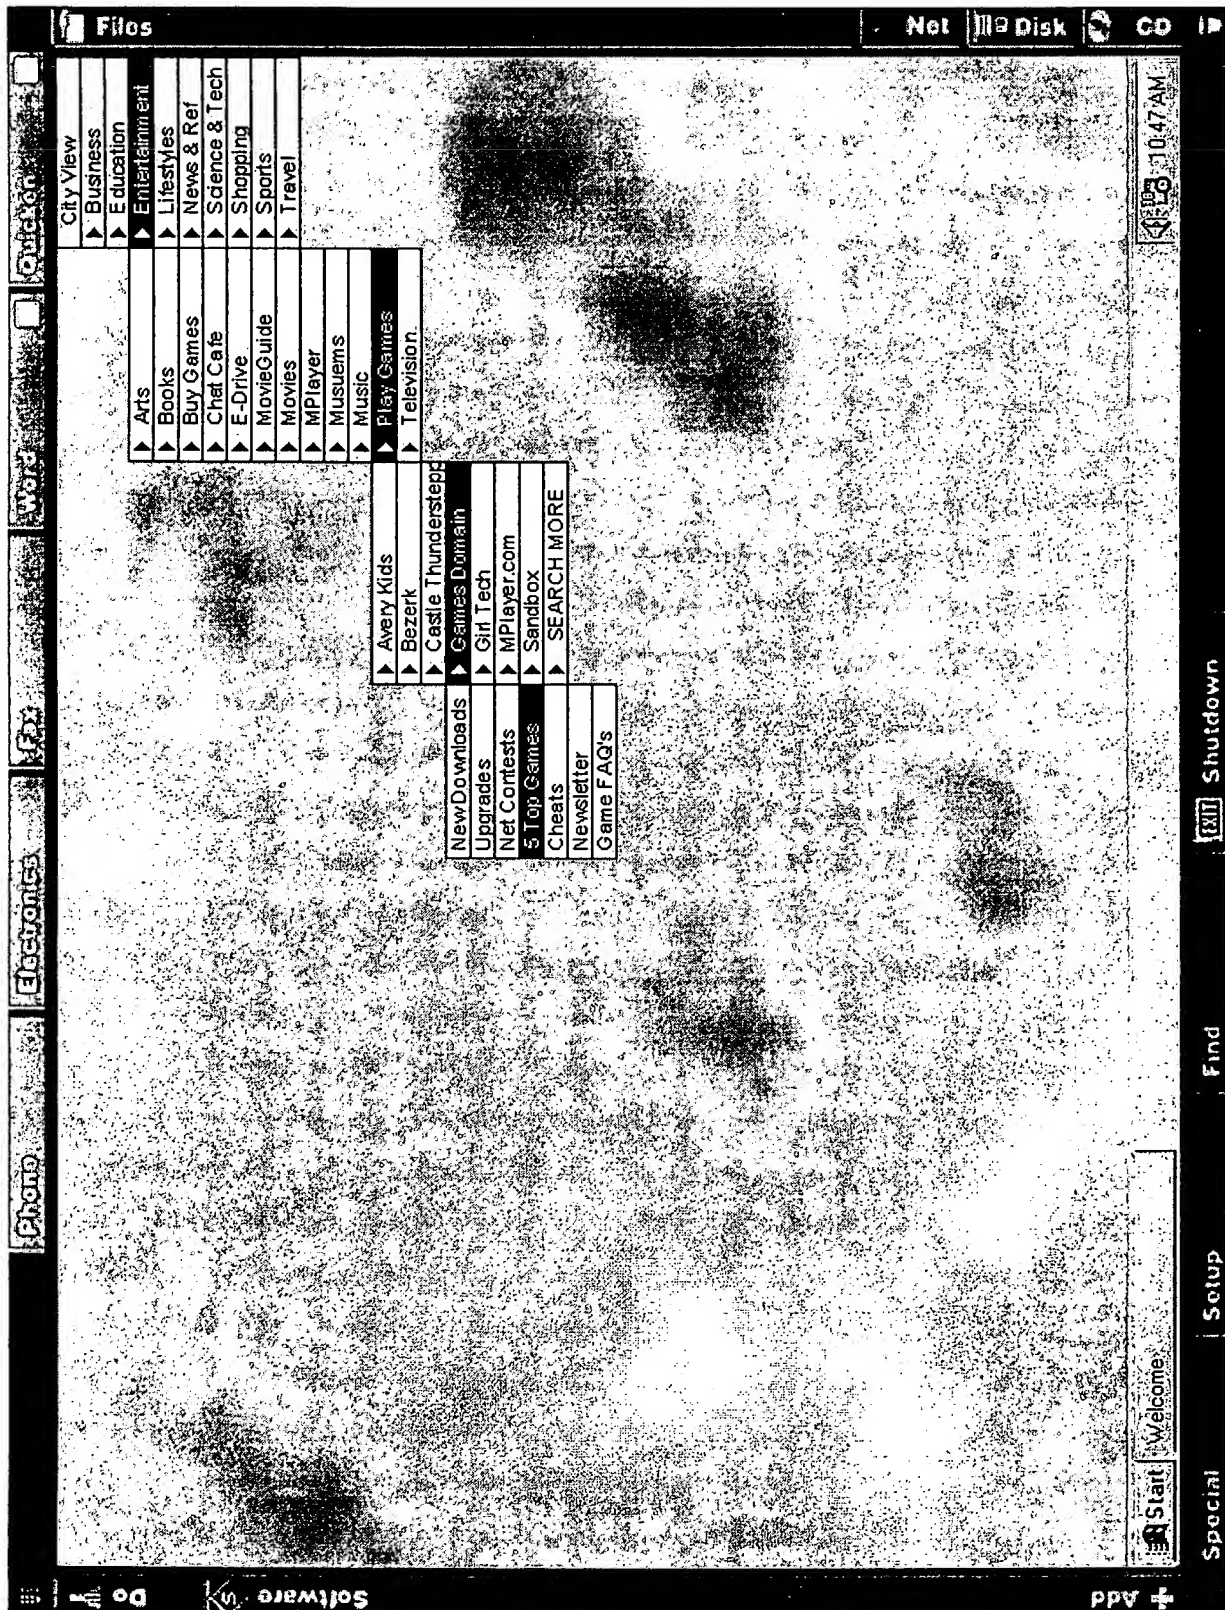 Phone
Electronics
Fax
Work
Quicken
Do
Software
Add
Files
Net
Disk
CD
City View
Business
Education
Entertainment
Lifestyles
News & Ref
Science & Tech
Shopping
Sports
Travel
Arts
Books
Buy Games
Chat Cafe
E-Drive
MovieGuide
Movies
MPlayer
Musuems
Music
Play Games
Television
Avery Kids
Bezerk
Castle Thunderstepp
Games Domain
Girl Tech
MPlayer.com
Sandbox
SEARCH MORE
NewDownloads
Upgrades
Net Contests
5 Top Games
Cheats
Newsletter
Game FAQ's
Start Welcome
10:47 AM
Special
Setup
Find
EXIT Shutdown